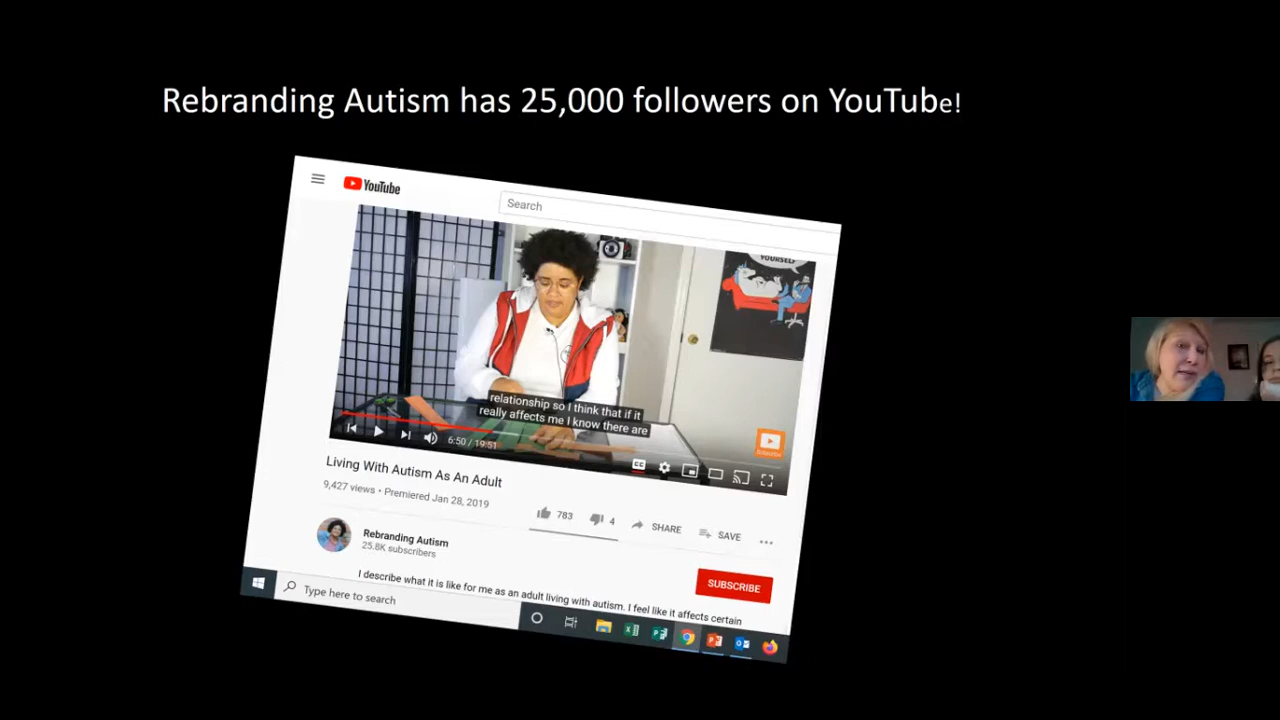 Rebranding Autism has 25,000 followers on YouTube!
YouTube
Search
YOURSELF
relationship so I think that if it
really affects me I know there are
6:50 / 19:51
CC
Subscribe
Living With Autism As An Adult
9,427 views • Premiered Jan 28, 2019
783 4 SHARE SAVE
Rebranding Autism
25.8K subscribers
SUBSCRIBE
I describe what it is like for me as an adult living with autism. I feel like it affects certain
Type here to search